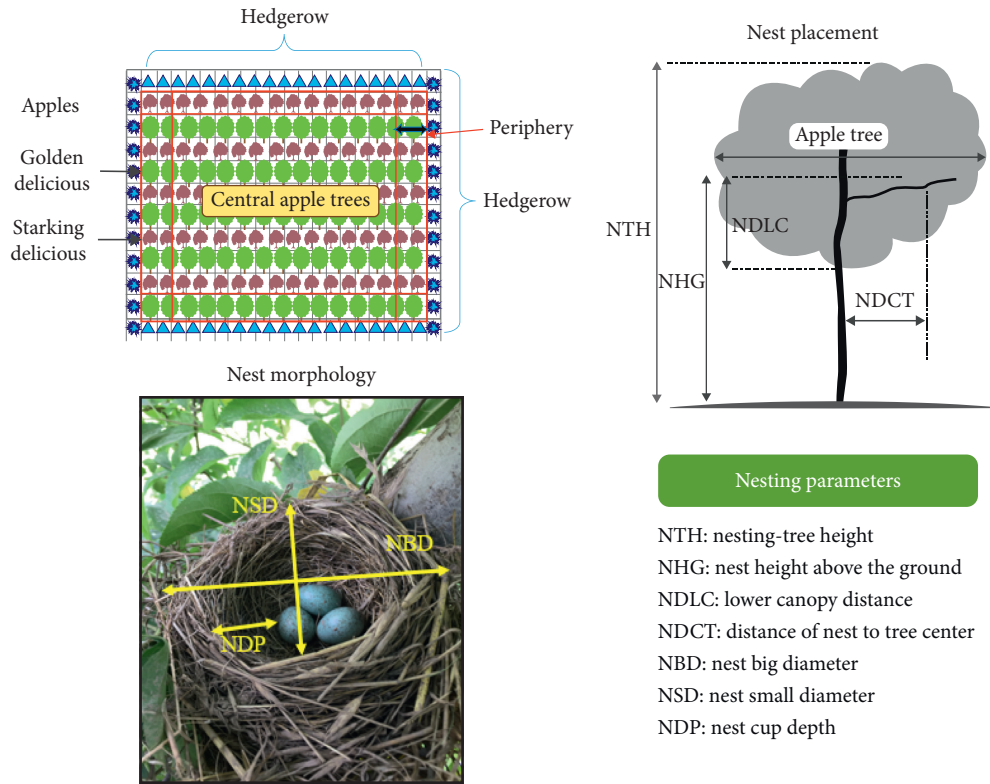 Hedgerow
Apples
Golden
delicious
Starking
delicious
Central apple trees
Periphery
Hedgerow
Nest placement
Apple tree
NTH
NDLC
NHG
NDCT
Nest morphology
NSD
NBD
NDP
Nesting parameters
NTH: nesting-tree height
NHG: nest height above the ground
NDLC: lower canopy distance
NDCT: distance of nest to tree center
NBD: nest big diameter
NSD: nest small diameter
NDP: nest cup depth